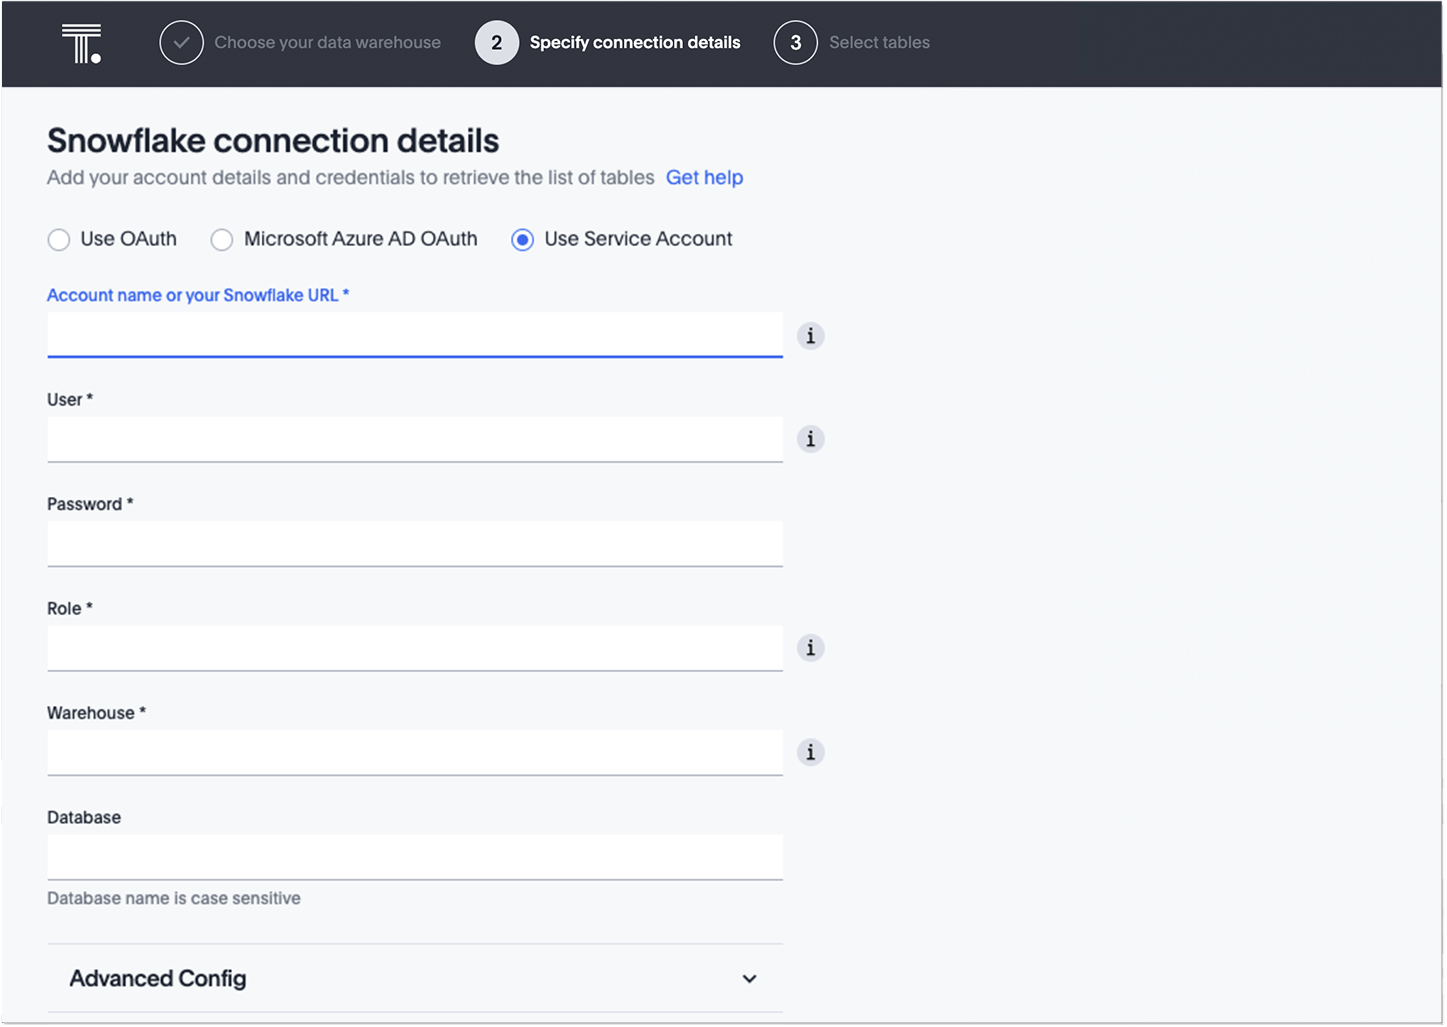 T.
Choose your data warehouse
2 Specify connection details
3 Select tables
Snowflake connection details
Add your account details and credentials to retrieve the list of tables Get help
Use OAuth Microsoft Azure AD OAuth Use Service Account
Account name or your Snowflake URL *
i
User *
i
Password *
Role *
i
Warehouse *
i
Database
Database name is case sensitive
Advanced Config